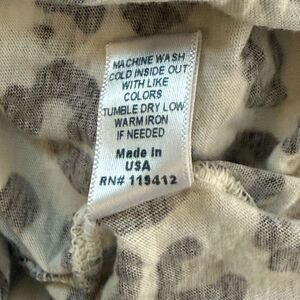 MACHINE WASH
COLD INSIDE OUT
WITH LIKE
COLORS
TUMBLE DRY LOW
WARM IRON
IF NEEDED
Made in
USA
RN# 119412